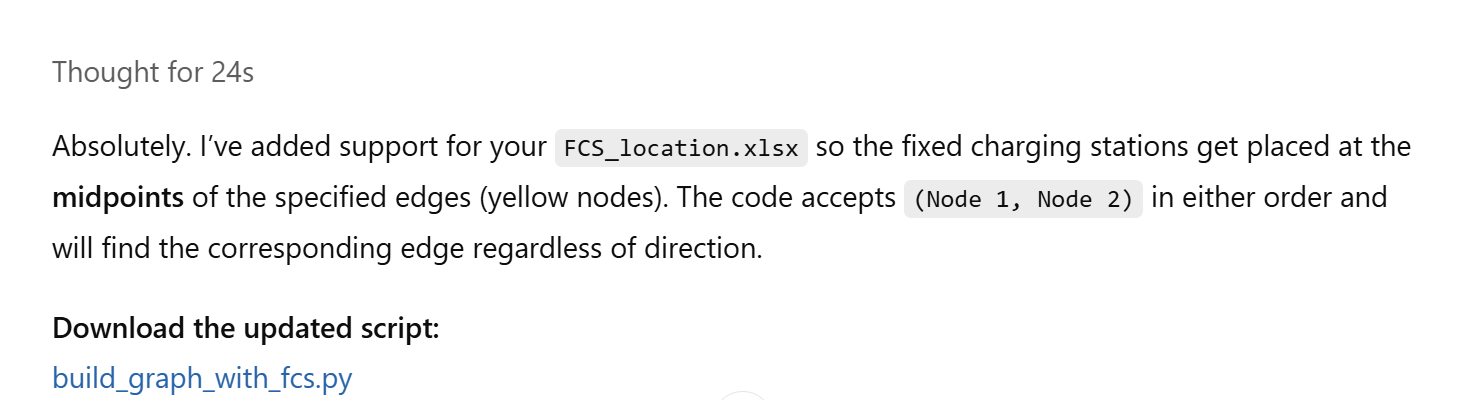 Thought for 24s
Absolutely. I’ve added support for your FCS_location.xlsx so the fixed charging stations get placed at the
midpoints of the specified edges (yellow nodes). The code accepts (Node 1, Node 2) in either order and
will find the corresponding edge regardless of direction.
Download the updated script:
build_graph_with_fcs.py